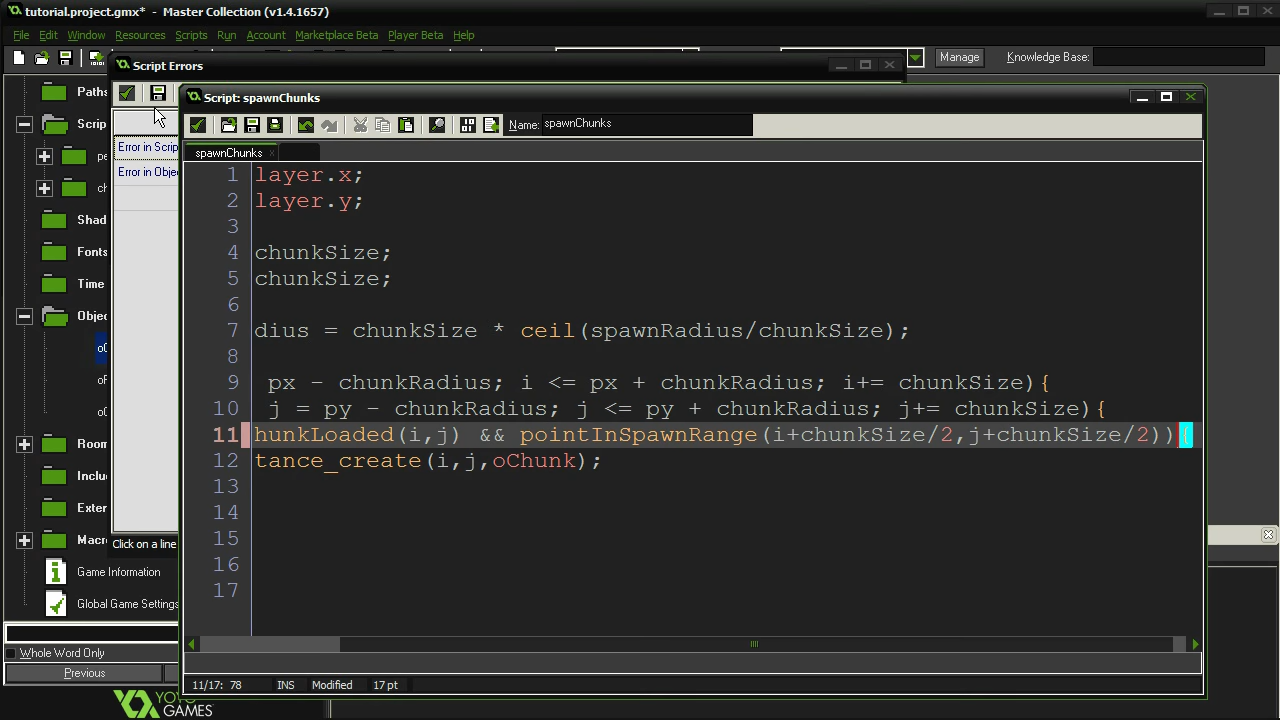 tutorial.project.gmx* - Master Collection (v1.4.1657)
File Edit Window Resources Scripts Run Account Marketplace Beta Player Beta Help
Manage Knowledge Base:
Script Errors
Paths
Scrip
pe
ch
Shad
Fonts
Time
Objec
Room
Inclu
Exter
Macr
Game Information
Global Game Settings
Whole Word Only
Previous
YOYO
GAMES
Error in Scrip
Error in Objec
Click on a line
Script: spawnChunks
Name: spawnChunks
spawnChunks
1 layer.x;
2 layer.y;
3
4 chunkSize;
5 chunkSize;
6
7 dius = chunkSize * ceil(spawnRadius/chunkSize);
8
9 px - chunkRadius; i <= px + chunkRadius; i+= chunkSize){
10 j = py - chunkRadius; j <= py + chunkRadius; j+= chunkSize){
11 hunkLoaded(i,j) && pointInSpawnRange(i+chunkSize/2,j+chunkSize/2)){
12 tance_create(i,j,oChunk);
13
14
15
16
17
11/17: 78 INS Modified 17 pt